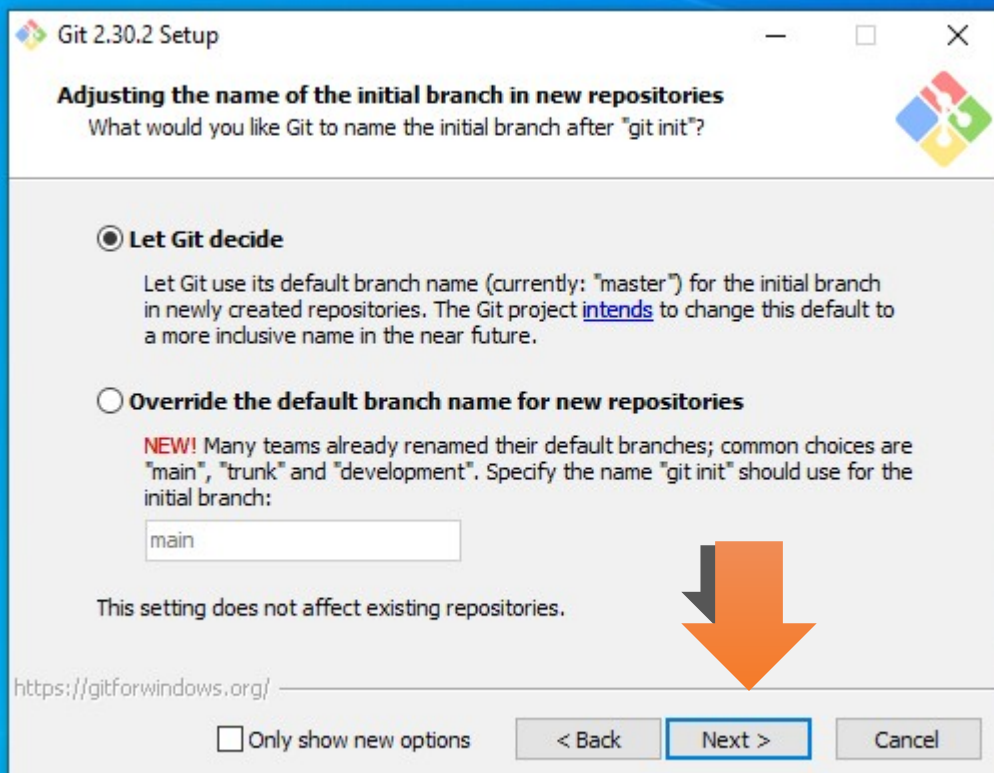 Git 2.30.2 Setup
Adjusting the name of the initial branch in new repositories
What would you like Git to name the initial branch after "git init"?
Let Git decide
Let Git use its default branch name (currently: "master") for the initial branch
in newly created repositories. The Git project intends to change this default to
a more inclusive name in the near future.
Override the default branch name for new repositories
NEW! Many teams already renamed their default branches; common choices are
"main", "trunk" and "development". Specify the name "git init" should use for the
initial branch:
main
This setting does not affect existing repositories.
https://gitforwindows.org/
Only show new options
< Back
Next >
Cancel